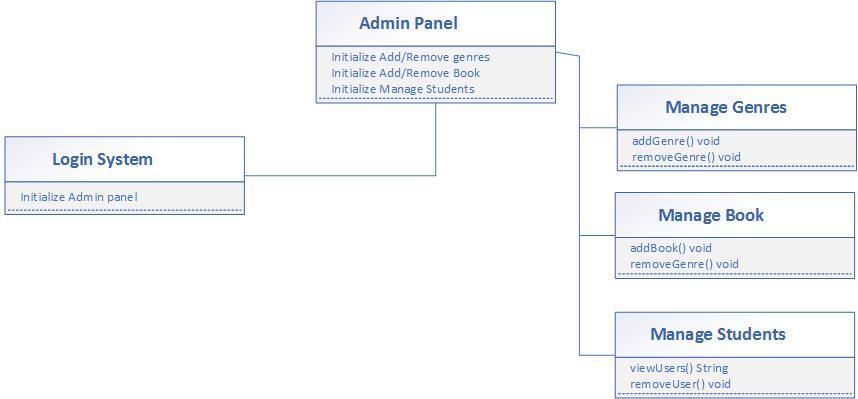 Admin Panel
Initialize Add/Remove genres
Initialize Add/Remove Book
Initialize Manage Students
Login System
Initialize Admin panel
Manage Genres
addGenre() void
removeGenre() void
Manage Book
addBook() void
removeGenre() void
Manage Students
viewUsers() String
removeUser() void